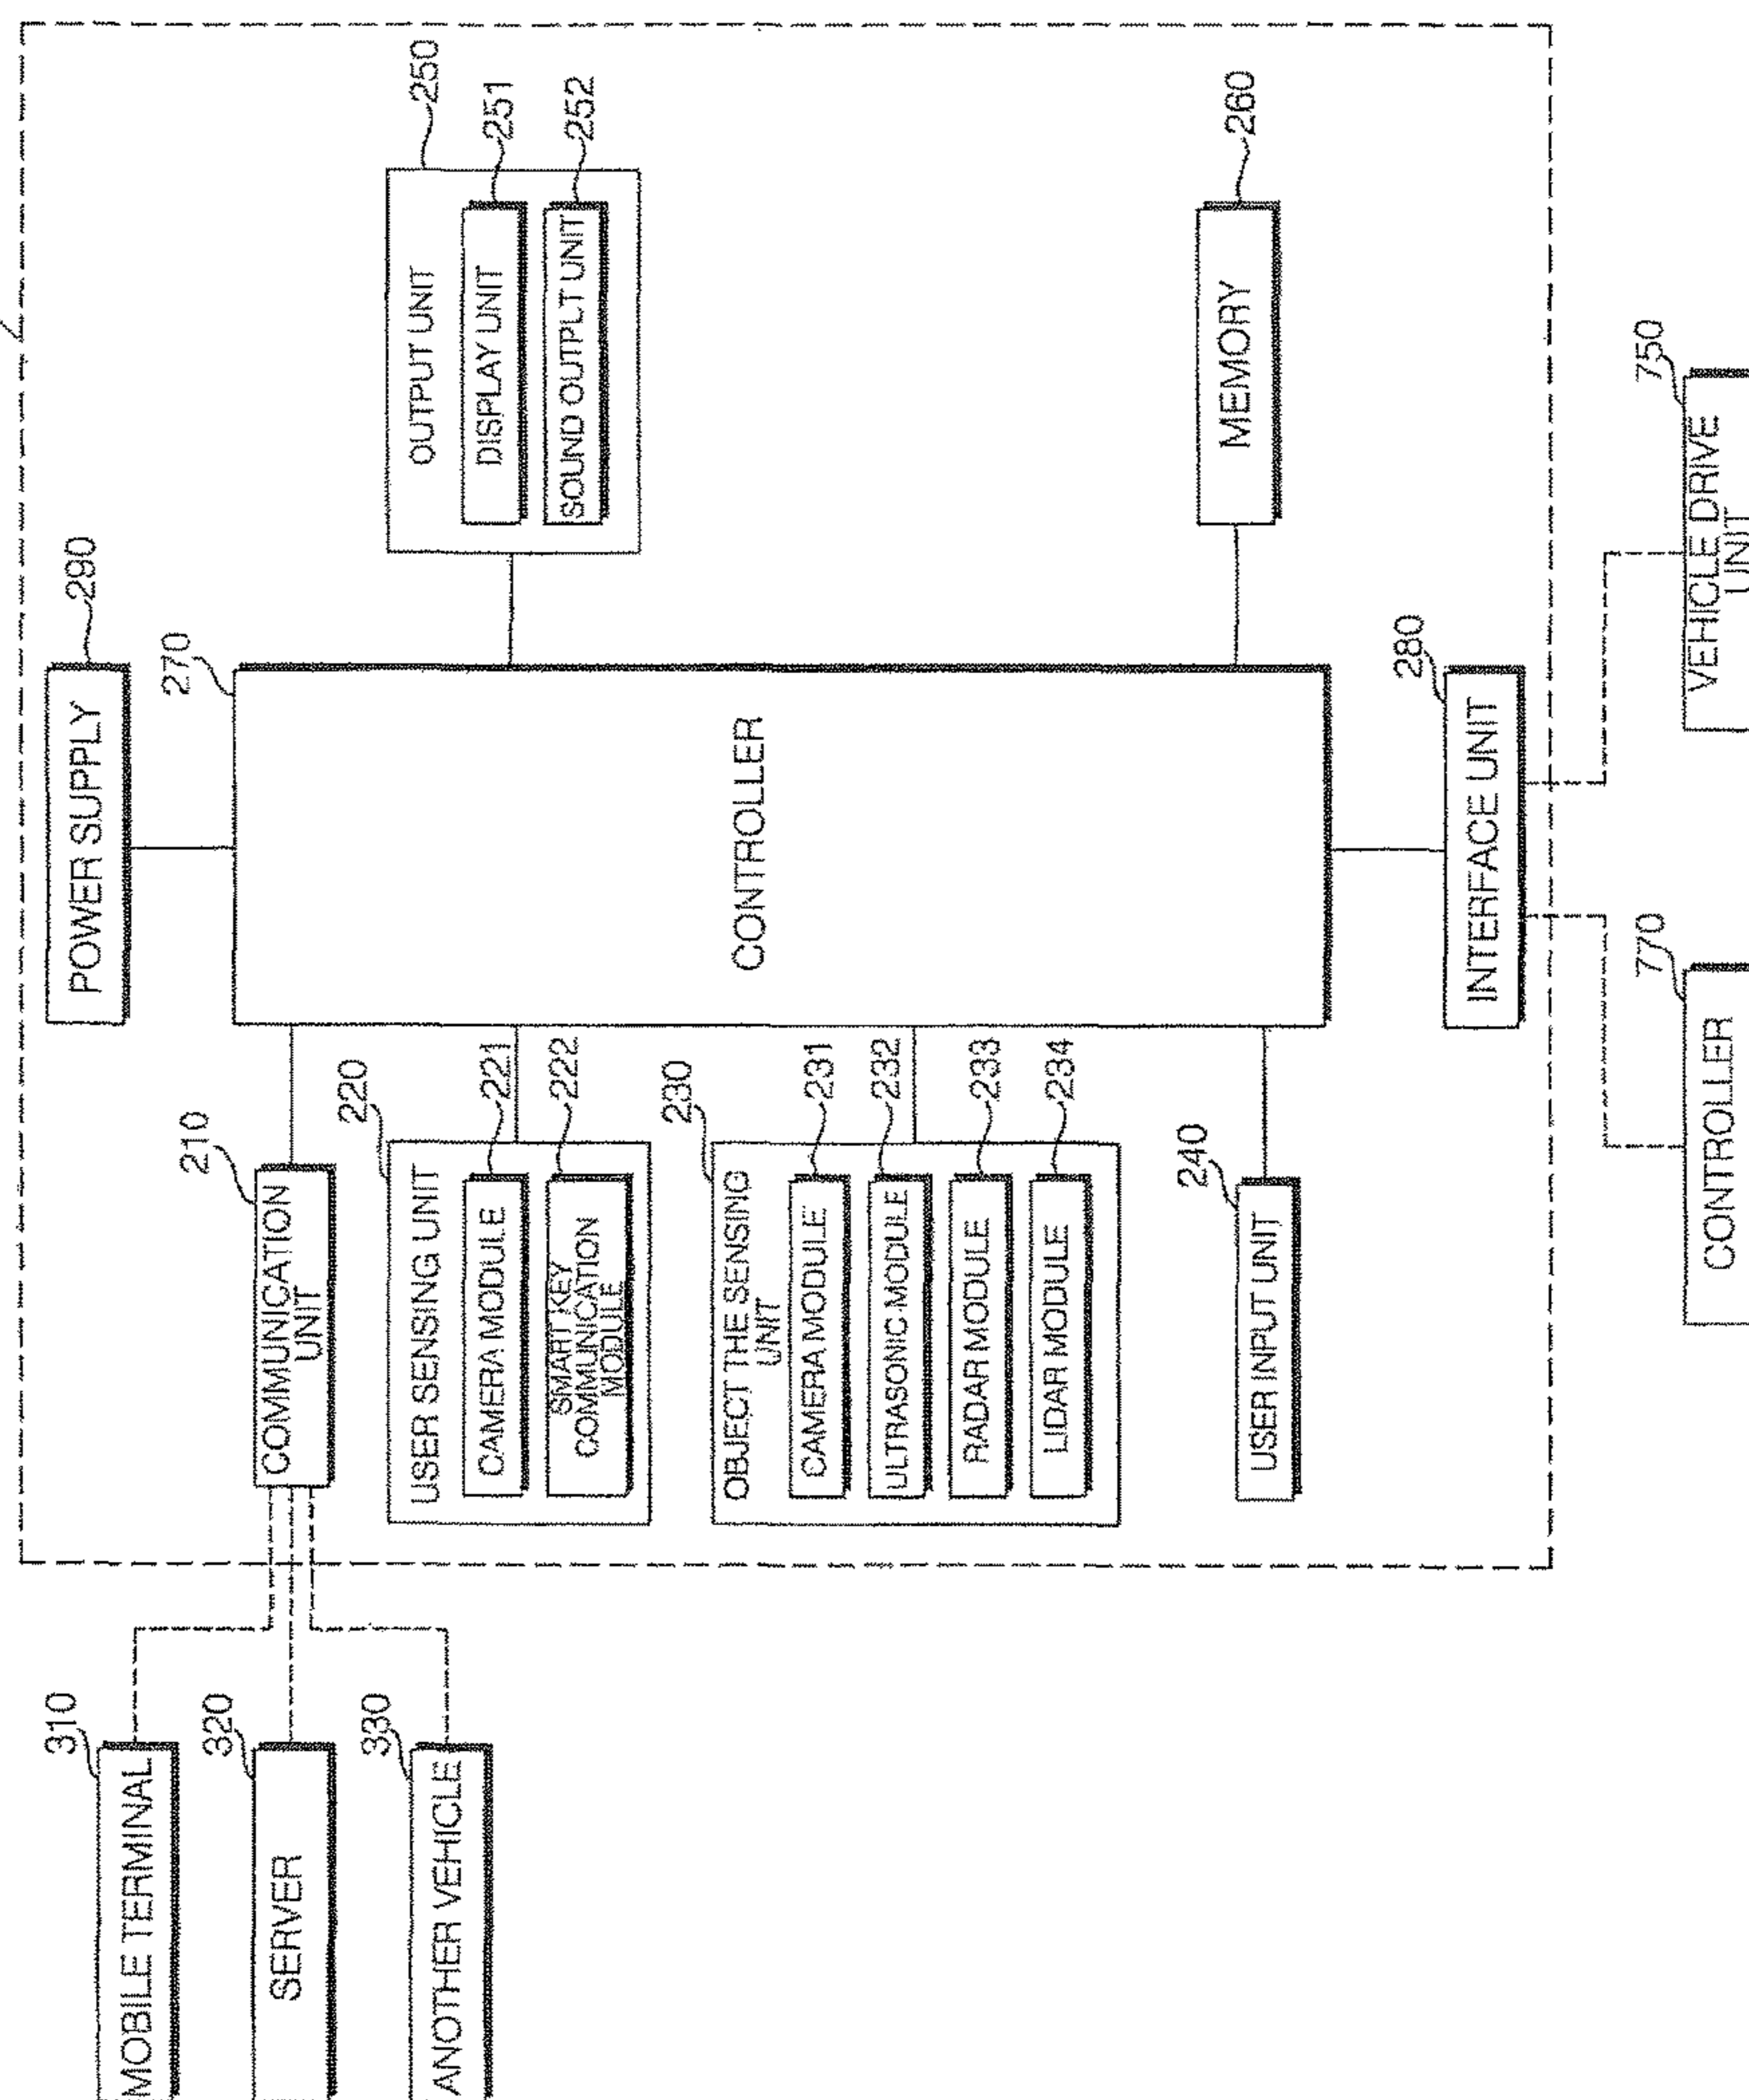 310
MOBILE TERMINAL
320
SERVER
330
ANOTHER VEHICLE
210
COMMUNICATION
UNIT
220
USER SENSING UNIT
CAMERA MODULE
221
SMART KEY
COMMUNICATION
MODULE
222
230
OBJECT THE SENSING
UNIT
CAMERA MODULE
231
ULTRASONIC MODULE
232
RADAR MODULE
233
LIDAR MODULE
234
240
USER INPUT UNIT
POWER SUPPLY
290
270
CONTROLLER
280
INTERFACE UNIT
OUTPUT UNIT
250
DISPLAY UNIT
251
SOUND OUTPLT UNIT
252
MEMORY
260
770
CONTROLLER
750
VEHICLE DRIVE
UNIT